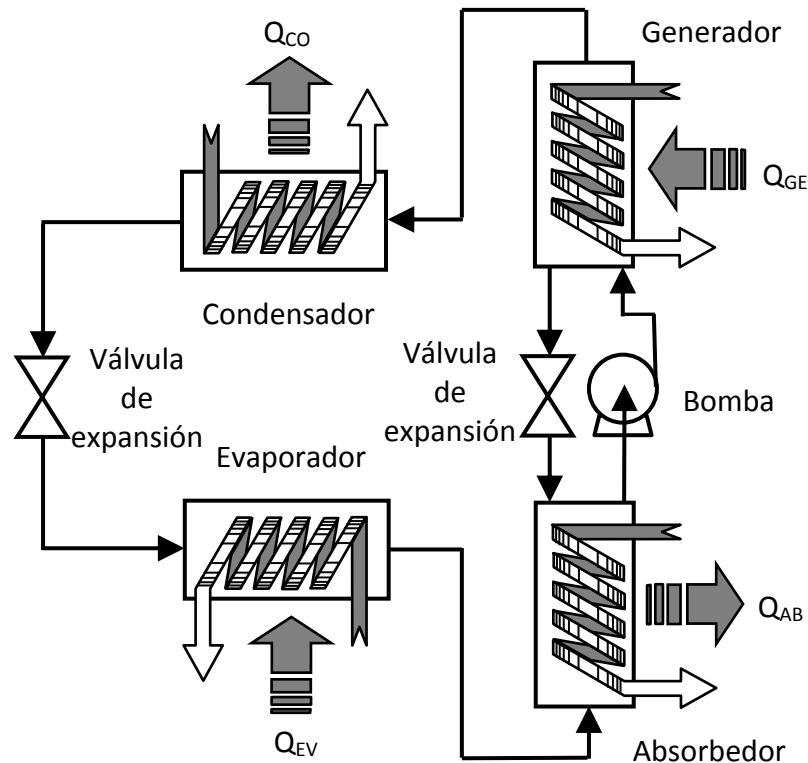 Q_CO
Generador
Q_GE
Condensador
Válvula
de
expansión
Válvula
de
expansión
Bomba
Evaporador
Q_AB
Q_EV
Absorbedor